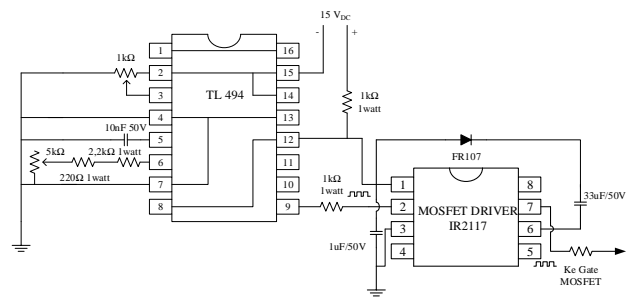 15 VDC
- +
1kΩ
1kΩ
1watt
TL 494
1 16
2 15
3 14
4 13
5 12
6 11
7 10
8 9
10nF 50V
5kΩ
2,2kΩ 1watt
220Ω 1watt
1kΩ
1watt
FR107
33uF/50V
1uF/50V
MOSFET DRIVER
IR2117
1 8
2 7
3 6
4 5
Ke Gate
MOSFET